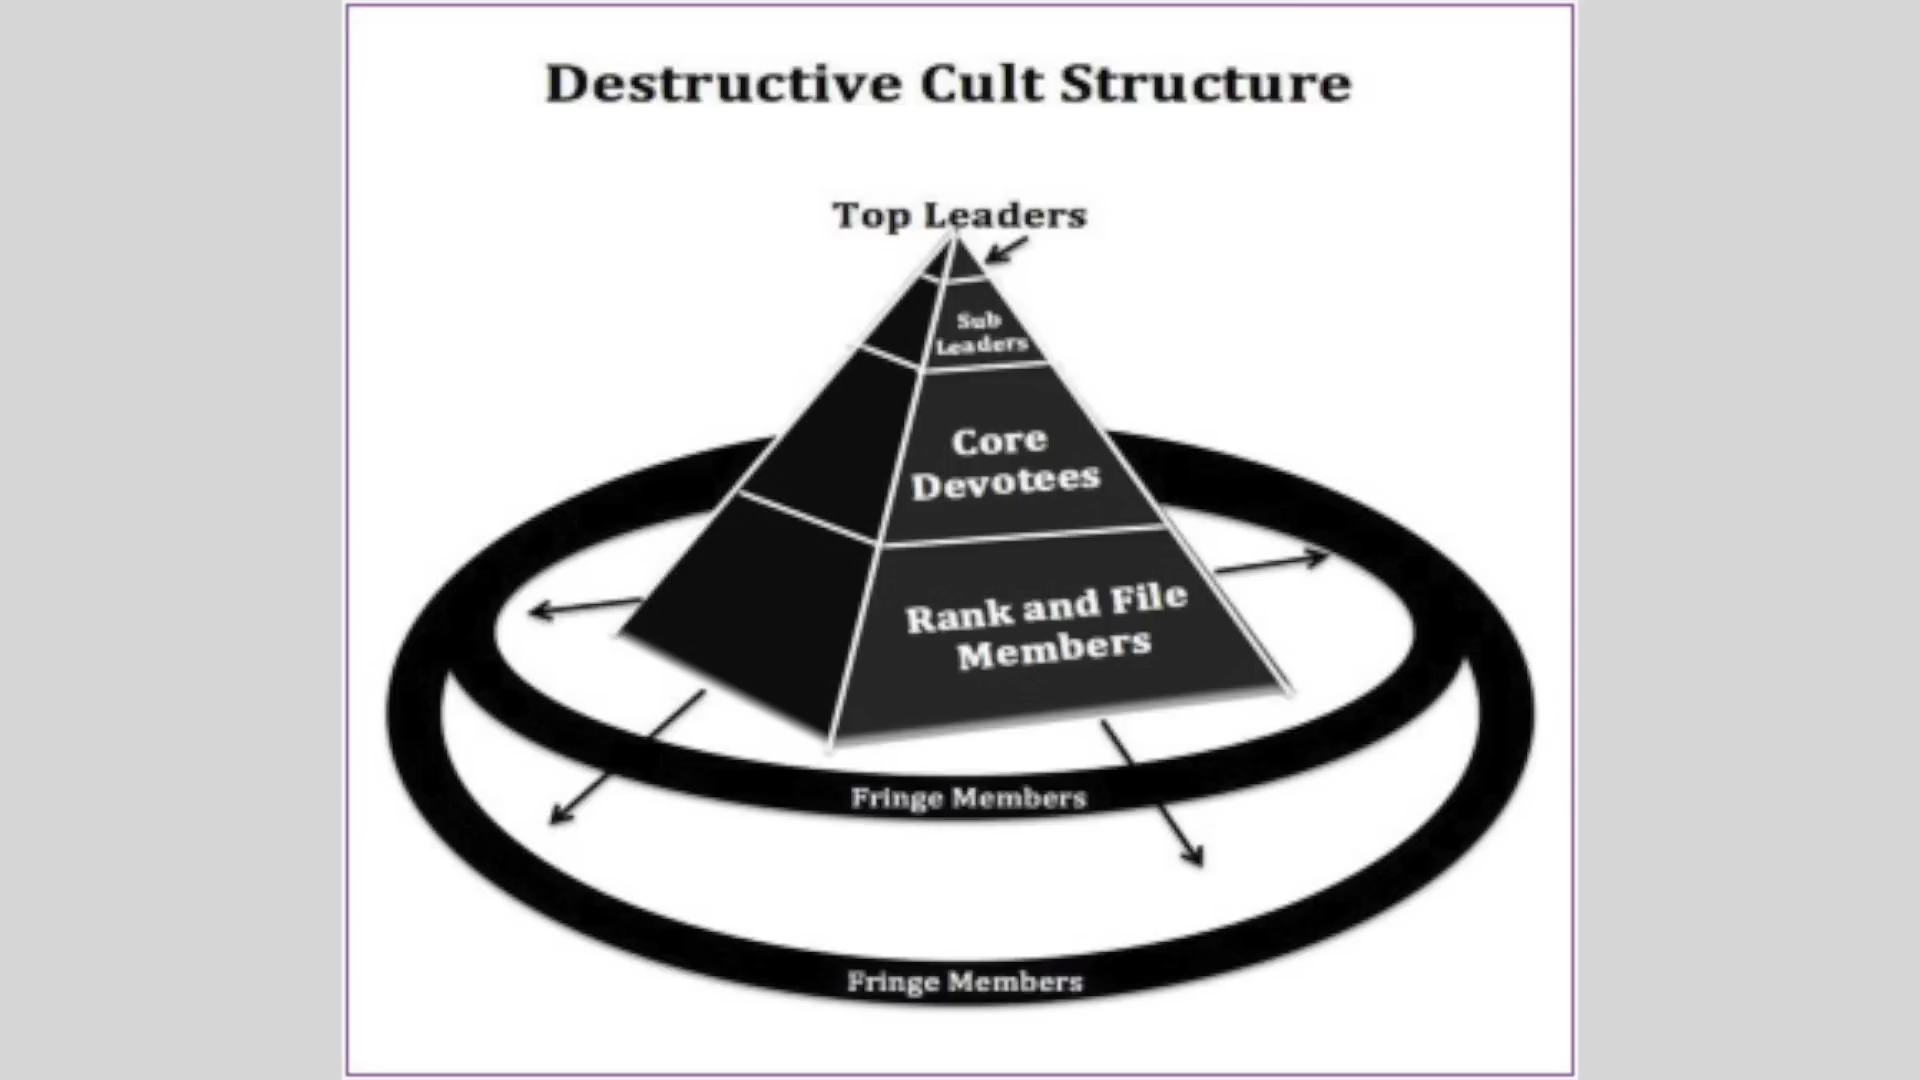 Destructive Cult Structure
Top Leaders
Sub
Leaders
Core
Devotees
Rank and File
Members
Fringe Members
Fringe Members